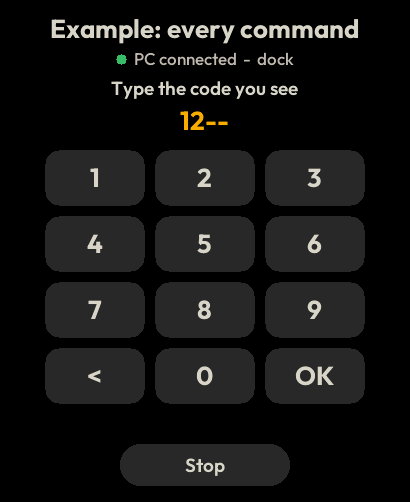 Example: every command
PC connected - dock
Type the code you see
12--
1 2 3
4 5 6
7 8 9
< 0 OK
Stop